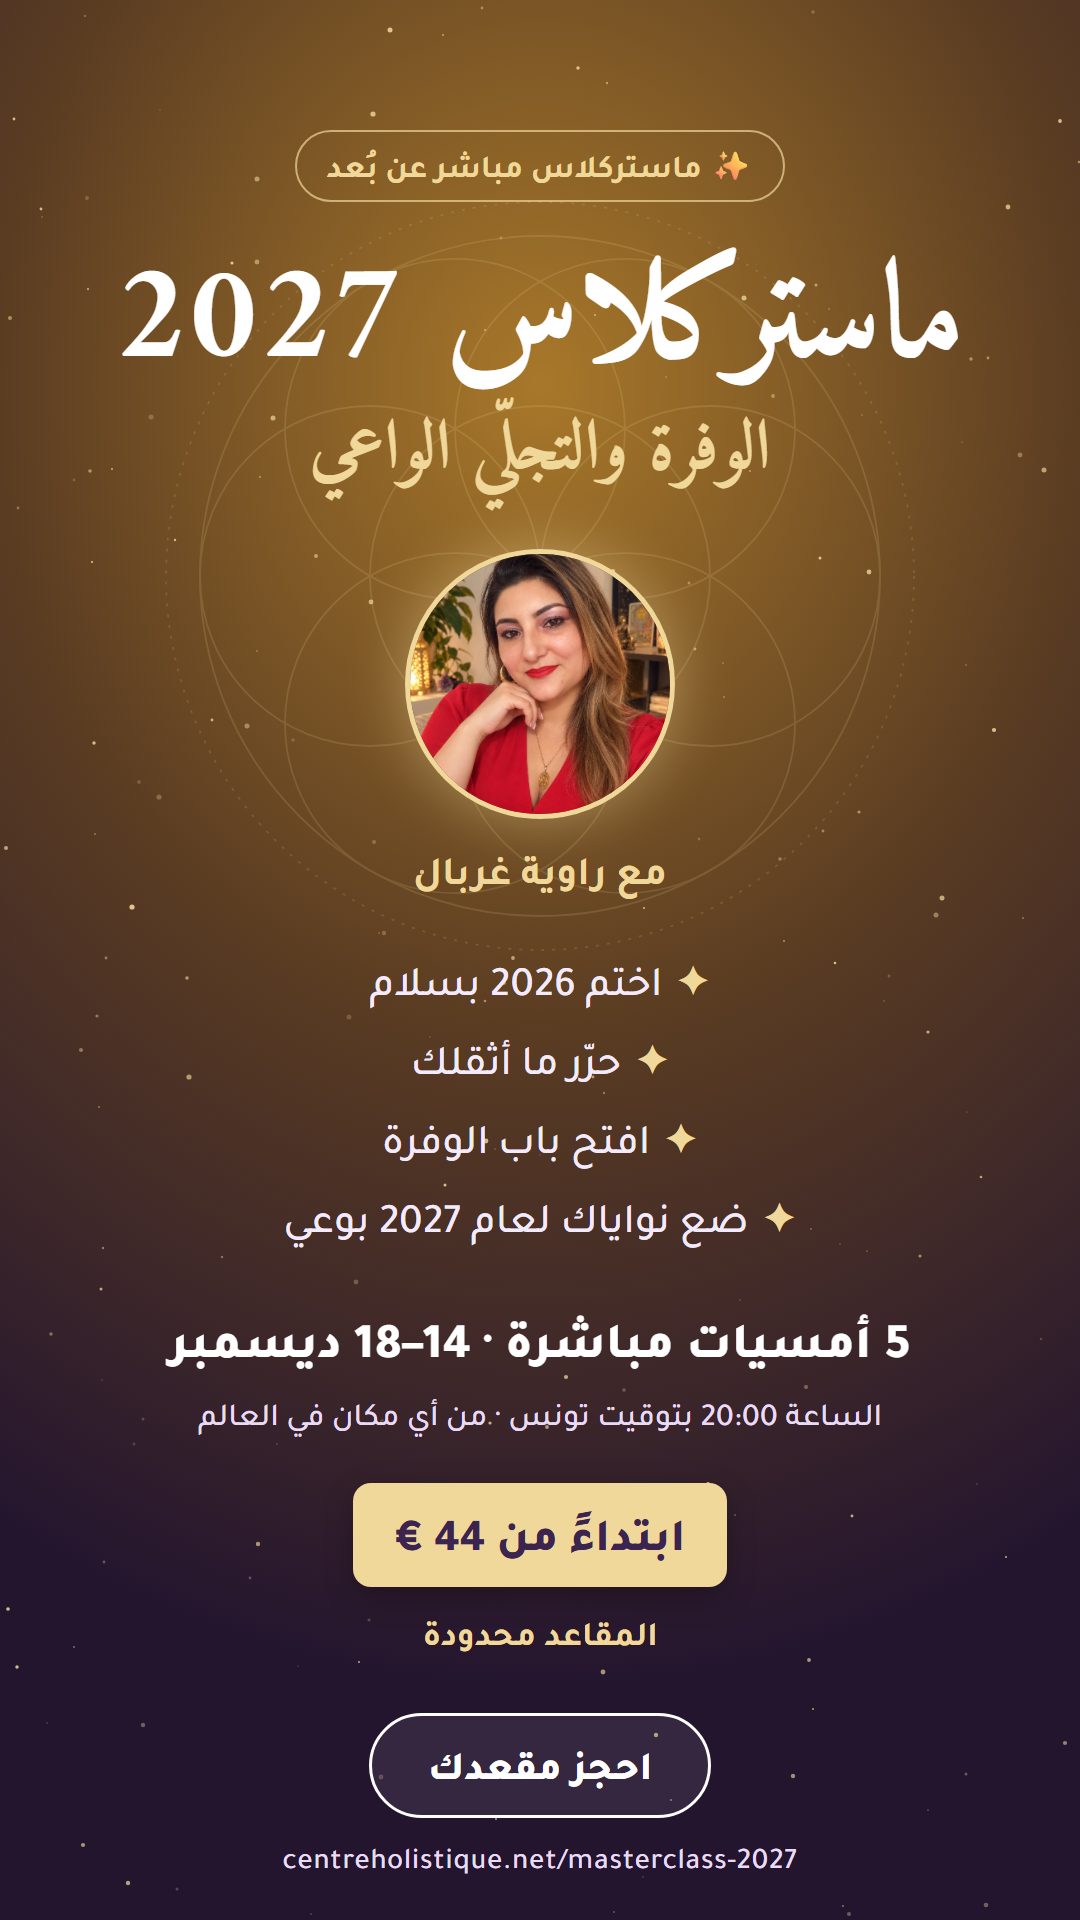 ✨ ماستركلاس مباشر عن بُعد
ماستركلاس 2027
الوفرة والتجلّي الواعي
مع راوية غربال
✦ اختم 2026 بسلام
✦ حرّر ما أثقلك
✦ افتح باب الوفرة
✦ ضع نواياك لعام 2027 بوعي
5 أمسيات مباشرة · 14–18 ديسمبر
الساعة 20:00 بتوقيت تونس · من أي مكان في العالم
ابتداءً من 44 €
المقاعد محدودة
احجز مقعدك
centreholistique.net/masterclass-2027